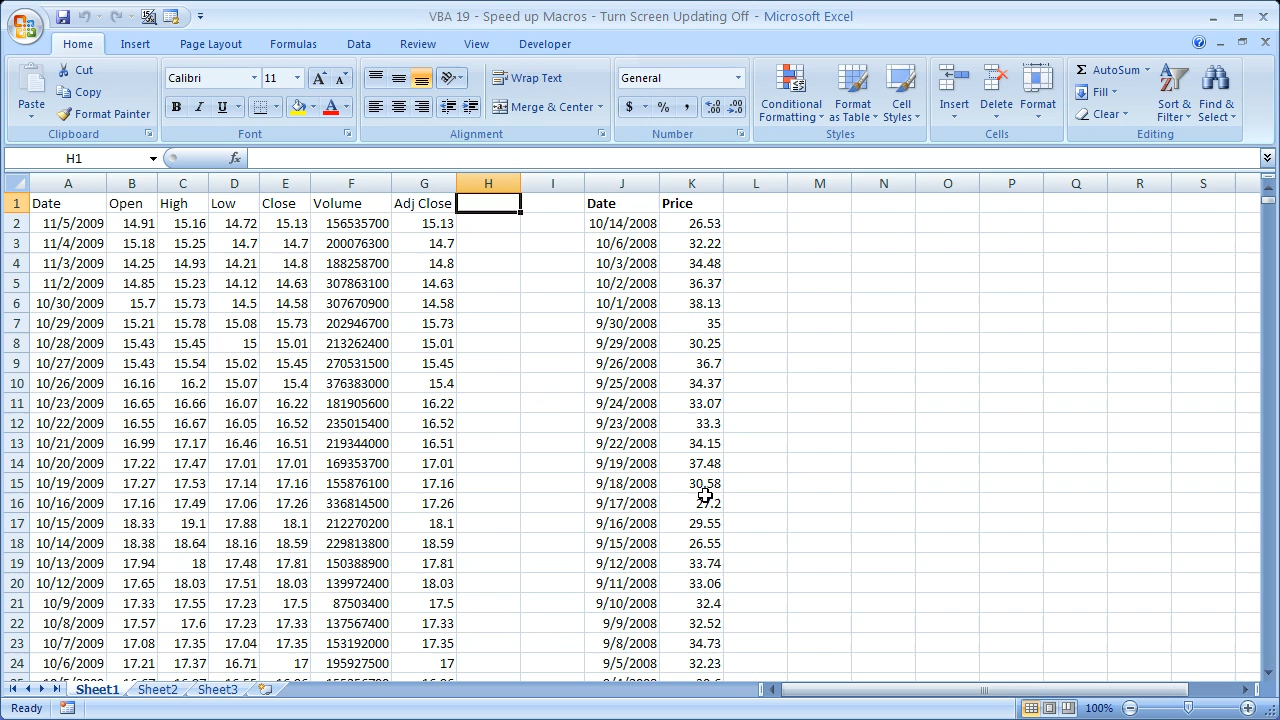 VBA 13 - Speed up Macros - Turn Screen Updating Off - Microsoft Excel
Home Insert Page Layout Formulas Data Review View Developer
Paste Cut Copy Format Painter Clipboard
Calibri 11 B I U A Font
Wrap Text Merge & Center Alignment
General $ % , Number
Conditional Formatting Format as Table Cell Styles Styles
Insert Delete Format Cells
AutoSum Fill Clear Sort & Filter Find & Select Editing
H1 fx
A B C D E F G H I J K L M N O P Q R S
1 Date Open High Low Close Volume Adj Close Date Price
2 11/5/2009 14.91 15.16 14.72 15.13 156535700 15.13 10/14/2008 26.53
3 11/4/2009 15.18 15.25 14.7 14.7 200076300 14.7 10/6/2008 32.22
4 11/3/2009 14.25 14.93 14.21 14.8 188258700 14.8 10/3/2008 34.48
5 11/2/2009 14.85 15.23 14.12 14.63 307863100 14.63 10/2/2008 36.37
6 10/30/2009 15.7 15.73 14.5 14.58 307670900 14.58 10/1/2008 38.13
7 10/29/2009 15.21 15.78 15.08 15.73 202946700 15.73 9/30/2008 35
8 10/28/2009 15.43 15.45 15 15.01 213262400 15.01 9/29/2008 30.25
9 10/27/2009 15.43 15.54 15.02 15.45 270531500 15.45 9/26/2008 36.7
10 10/26/2009 16.16 16.2 15.07 15.4 376383000 15.4 9/25/2008 34.37
11 10/23/2009 16.65 16.66 16.07 16.22 181905600 16.22 9/24/2008 33.07
12 10/22/2009 16.55 16.67 16.05 16.52 235015400 16.52 9/23/2008 33.3
13 10/21/2009 16.99 17.17 16.46 16.51 219344000 16.51 9/22/2008 34.15
14 10/20/2009 17.22 17.47 17.01 17.01 169353700 17.01 9/19/2008 37.48
15 10/19/2009 17.27 17.53 17.14 17.16 155876100 17.16 9/18/2008 30.58
16 10/16/2009 17.16 17.49 17.06 17.26 336814500 17.26 9/17/2008 27.2
17 10/15/2009 18.33 19.1 17.88 18.1 212270200 18.1 9/16/2008 29.55
18 10/14/2009 18.38 18.64 18.16 18.59 229813800 18.59 9/15/2008 26.55
19 10/13/2009 17.94 18 17.48 17.81 150388900 17.81 9/12/2008 33.74
20 10/12/2009 17.65 18.03 17.51 18.03 139972400 18.03 9/11/2008 33.06
21 10/9/2009 17.33 17.55 17.23 17.5 87503400 17.5 9/10/2008 32.4
22 10/8/2009 17.57 17.6 17.23 17.33 137567400 17.33 9/9/2008 32.52
23 10/7/2009 17.08 17.35 17.04 17.35 153192000 17.35 9/8/2008 34.73
24 10/6/2009 17.21 17.37 16.71 17 195927500 17 9/5/2008 32.23
Sheet1 Sheet2 Sheet3
Ready 100%